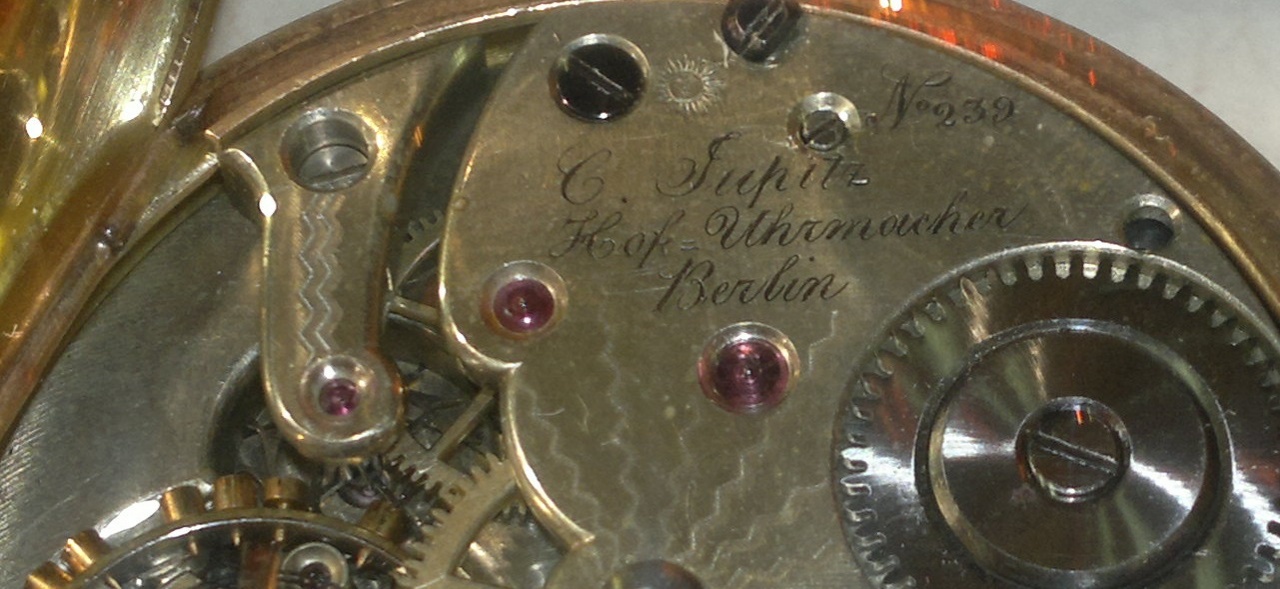 No 239
C. Jupitz
Hof=Uhrmacher
Berlin